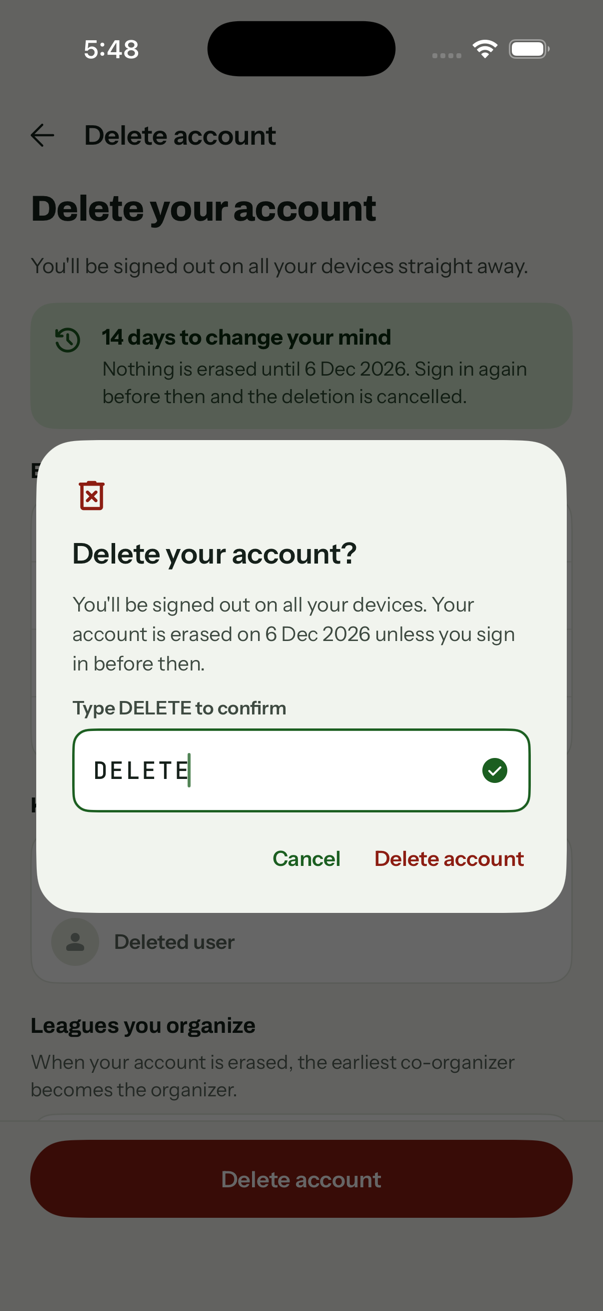 5:48
Delete account
Delete your account
You'll be signed out on all your devices straight away.
14 days to change your mind
Nothing is erased until 6 Dec 2026. Sign in again
before then and the deletion is cancelled.
Delete your account?
You'll be signed out on all your devices. Your
account is erased on 6 Dec 2026 unless you sign
in before then.
Type DELETE to confirm
DELETE
Cancel
Delete account
Deleted user
Leagues you organize
When your account is erased, the earliest co-organizer
becomes the organizer.
Delete account